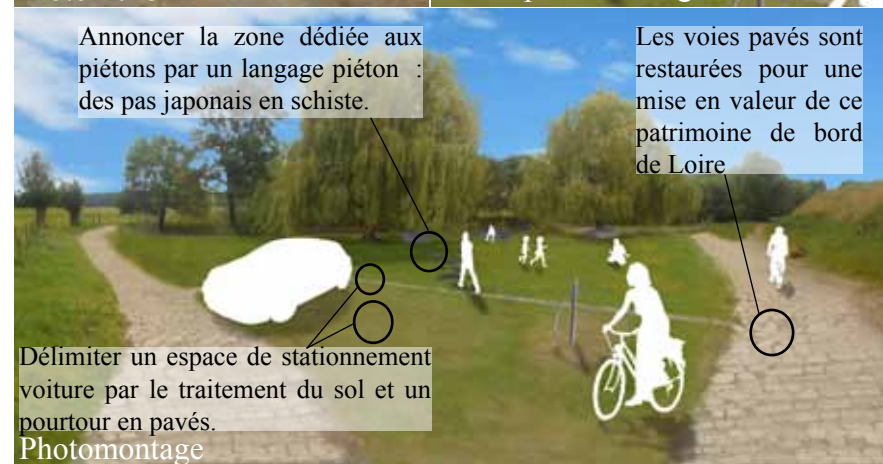 Annoncer la zone dédiée aux
piétons par un langage piéton :
des pas japonais en schiste.
Les voies pavés sont
restaurées pour une
mise en valeur de ce
patrimoine de bord
de Loire
Délimiter un espace de stationnement
voiture par le traitement du sol et un
pourtour en pavés.
Photomontage